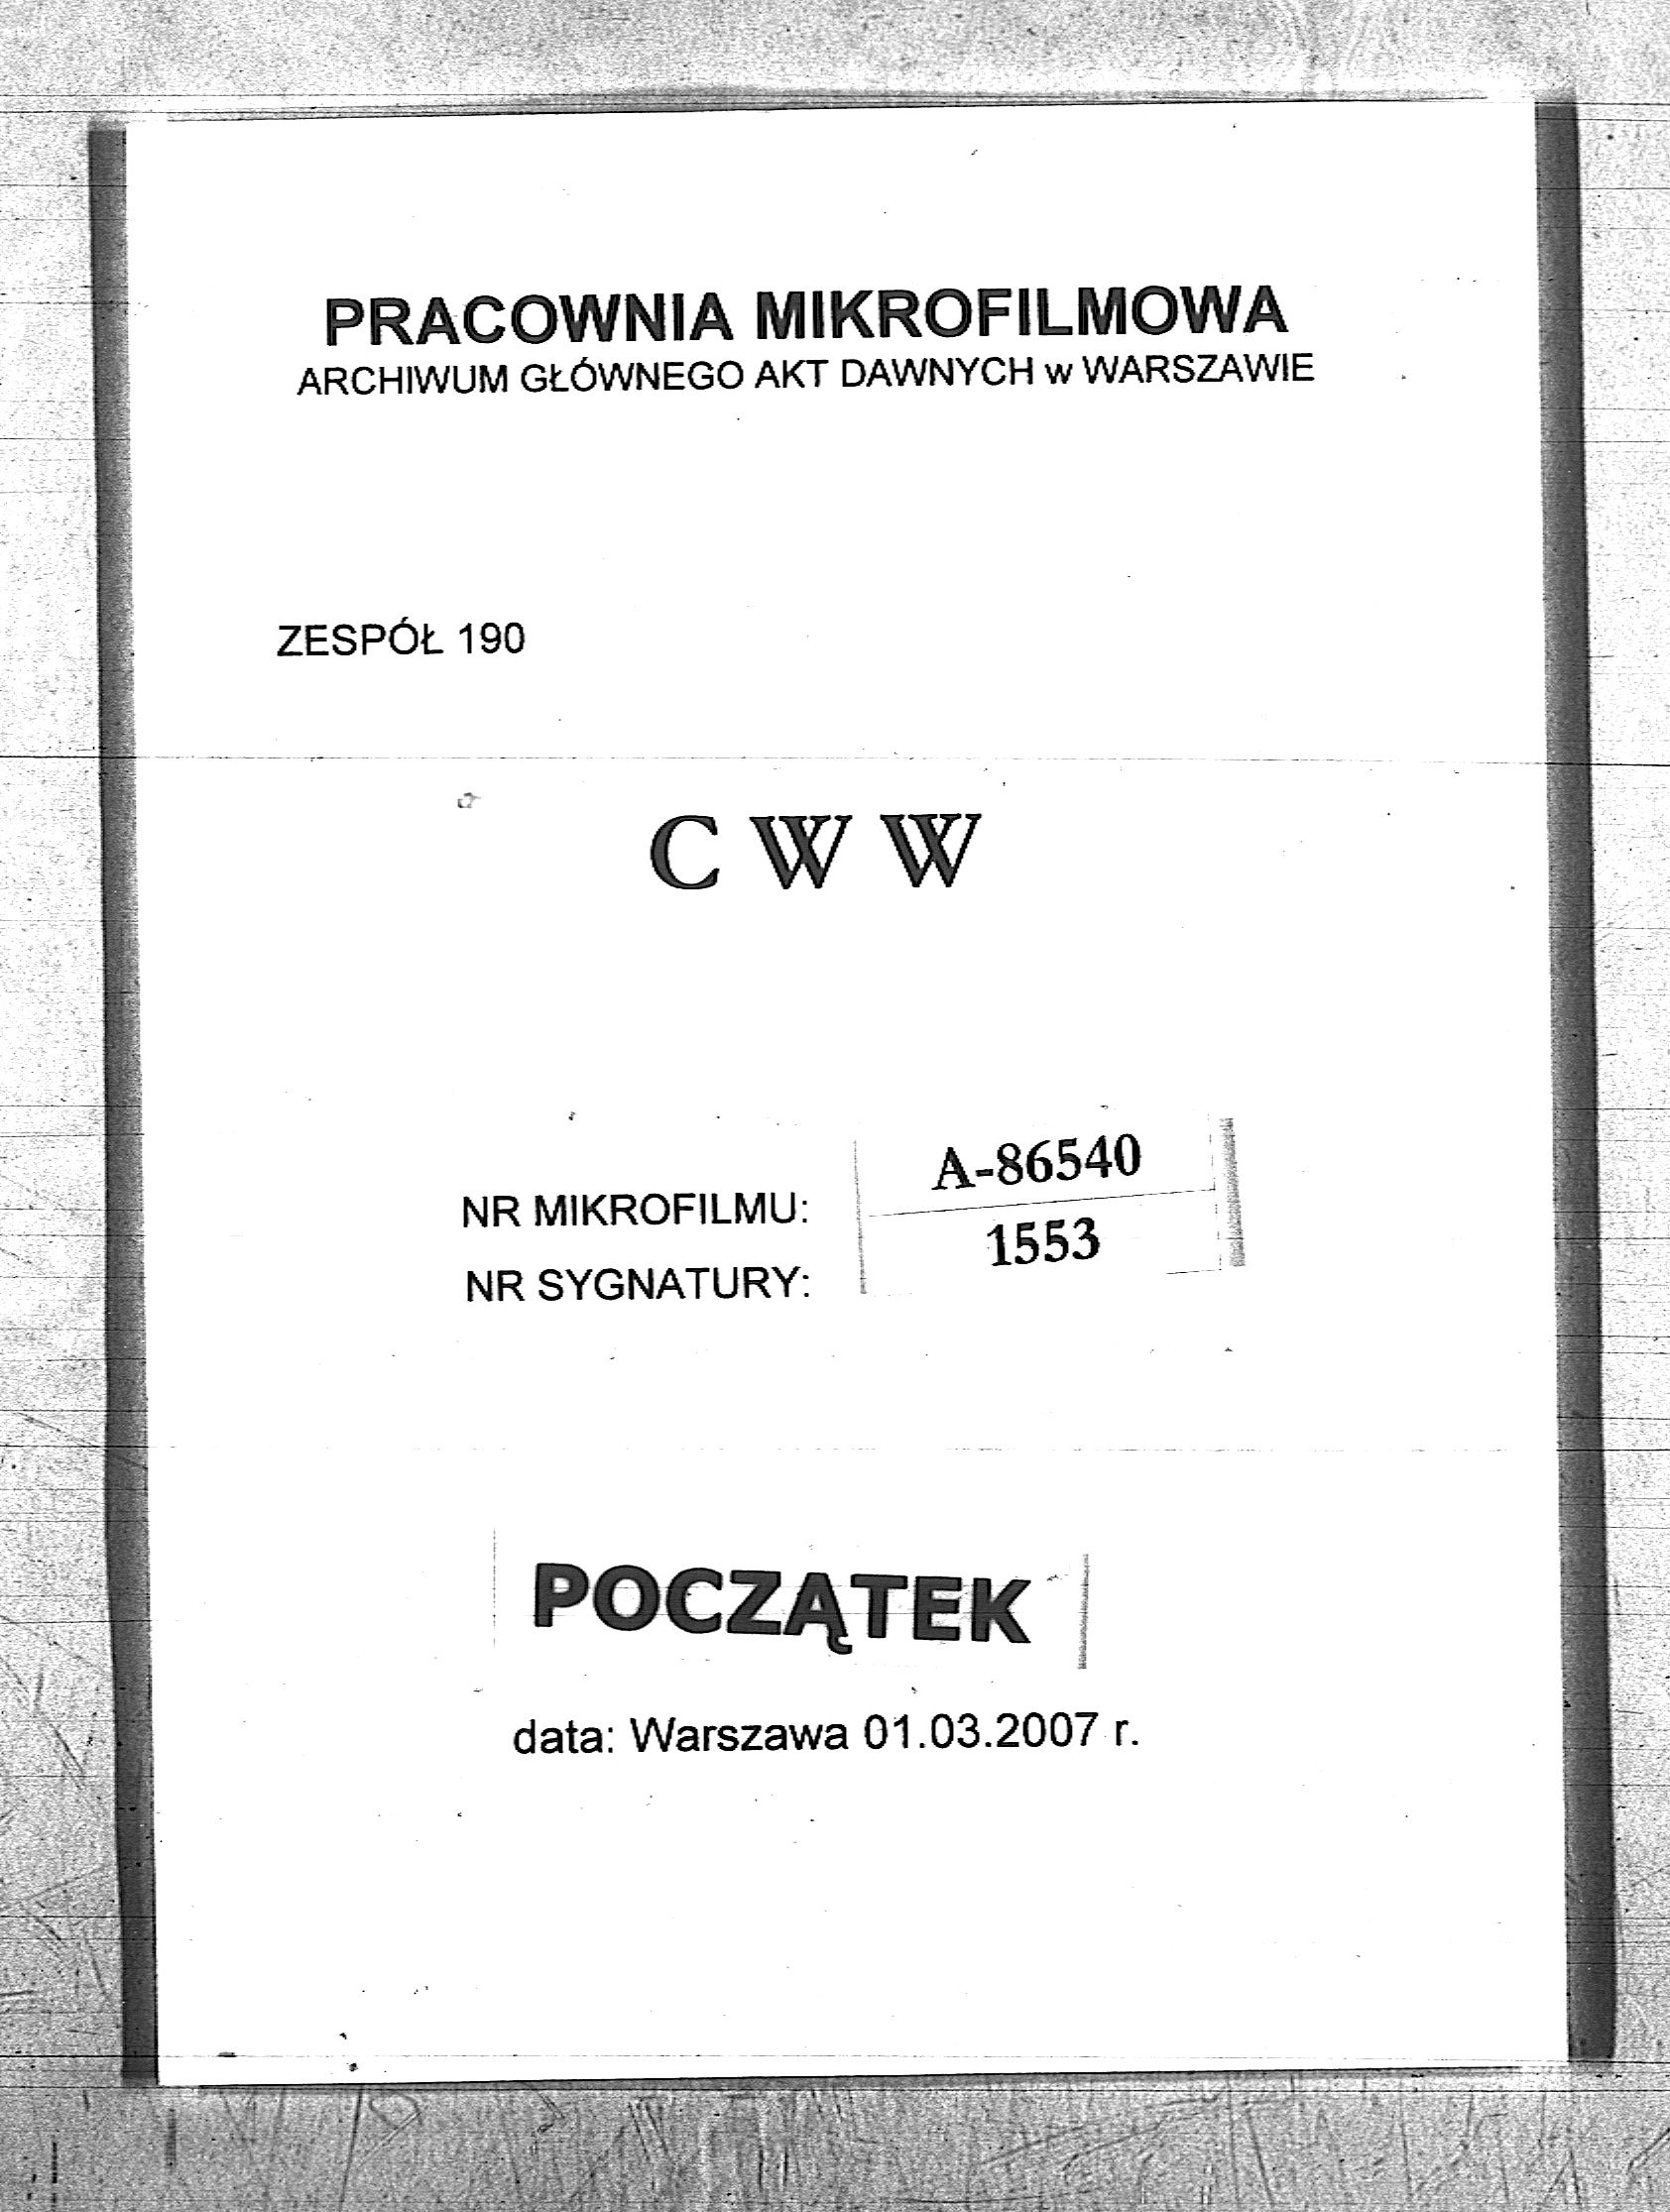 PRACOWNIA MIKROFILMOWA
ARCHIWUM GŁÓWNEGO AKT DAWNYCH w WARSZAWIE
ZESPÓŁ 190
C W W
NR MIKROFILMU: A-86540
NR SYGNATURY: 1553
POCZĄTEK
data: Warszawa 01.03.2007 r.